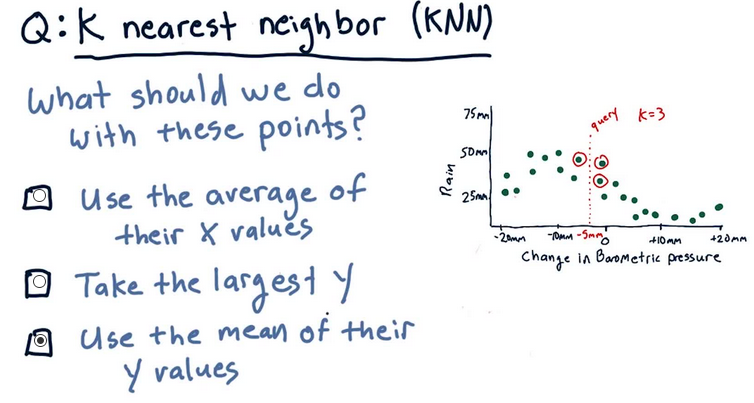 Q: K nearest neighbor (KNN)
What should we do
with these points?
Use the average of
their X values
Take the largest Y
Use the mean of their
Y values
query K=3
75mm
50mm
25mm
Rain
-20mm -10mm -5mm 0 +10mm +20mm
Change in Barometric pressure